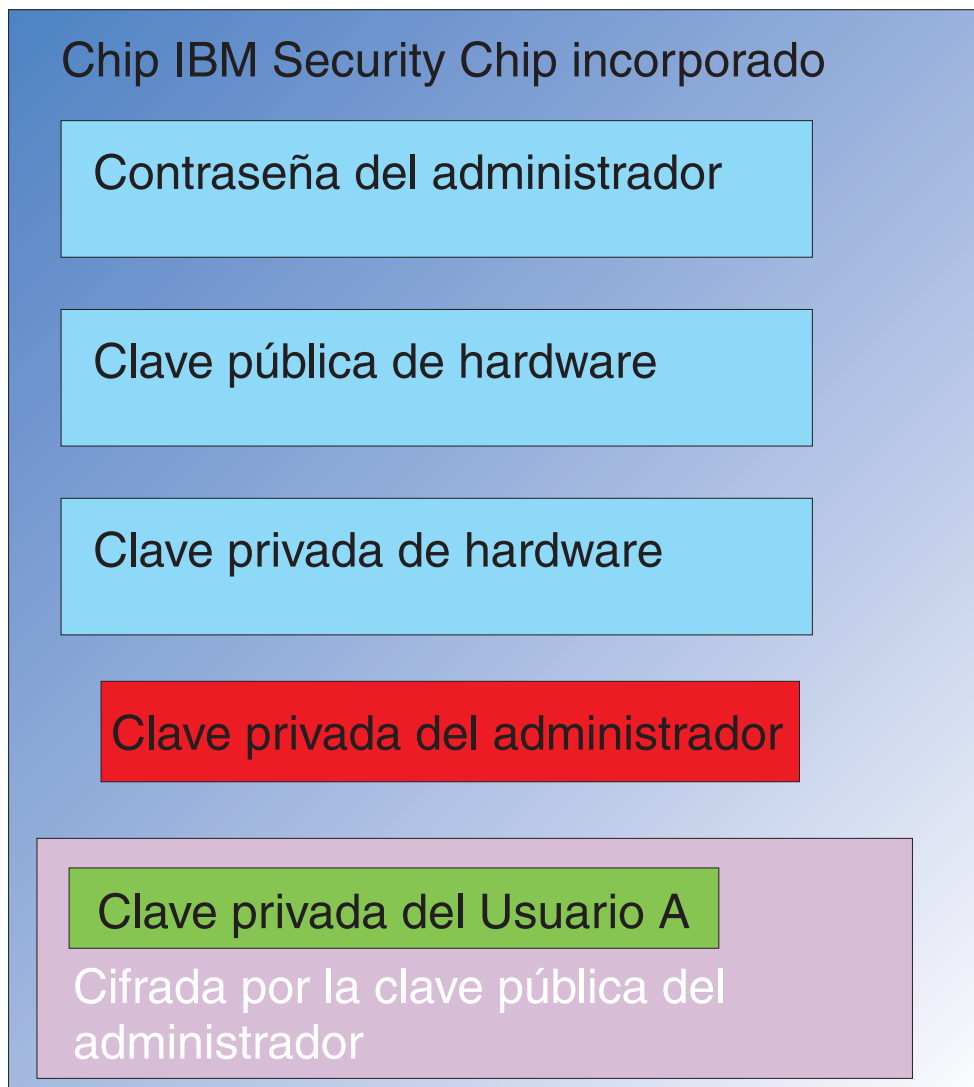 Chip IBM Security Chip incorporado
Contraseña del administrador
Clave pública de hardware
Clave privada de hardware
Clave privada del administrador
Clave privada del Usuario A
Cifrada por la clave pública del
administrador